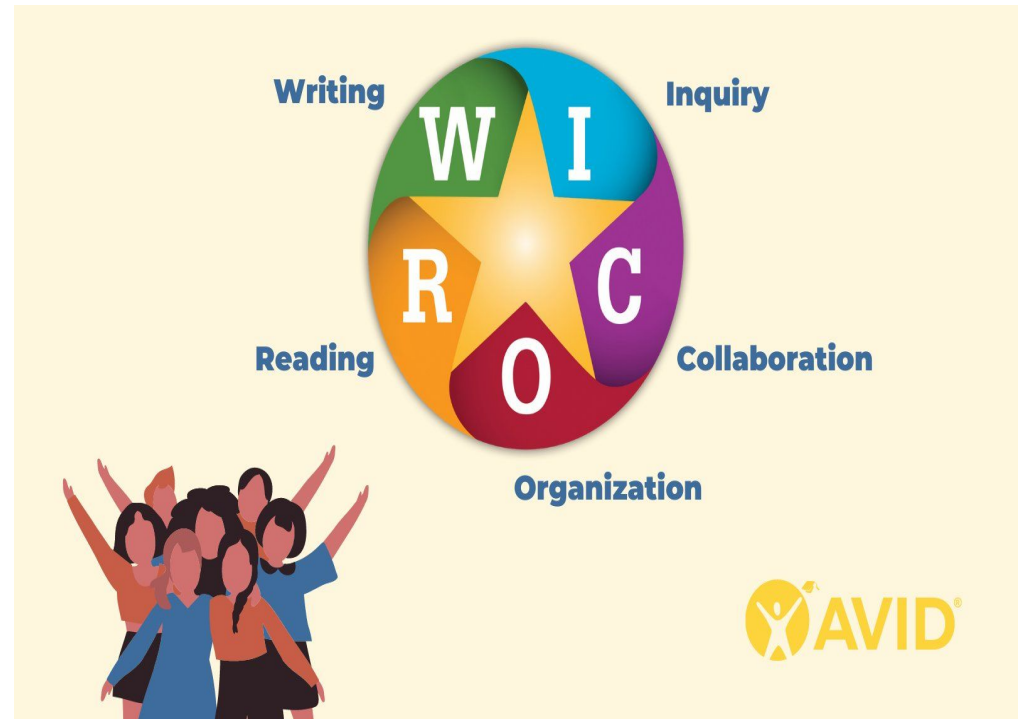 Writing
Inquiry
W I
R C
O
Reading
Collaboration
Organization
AVID®